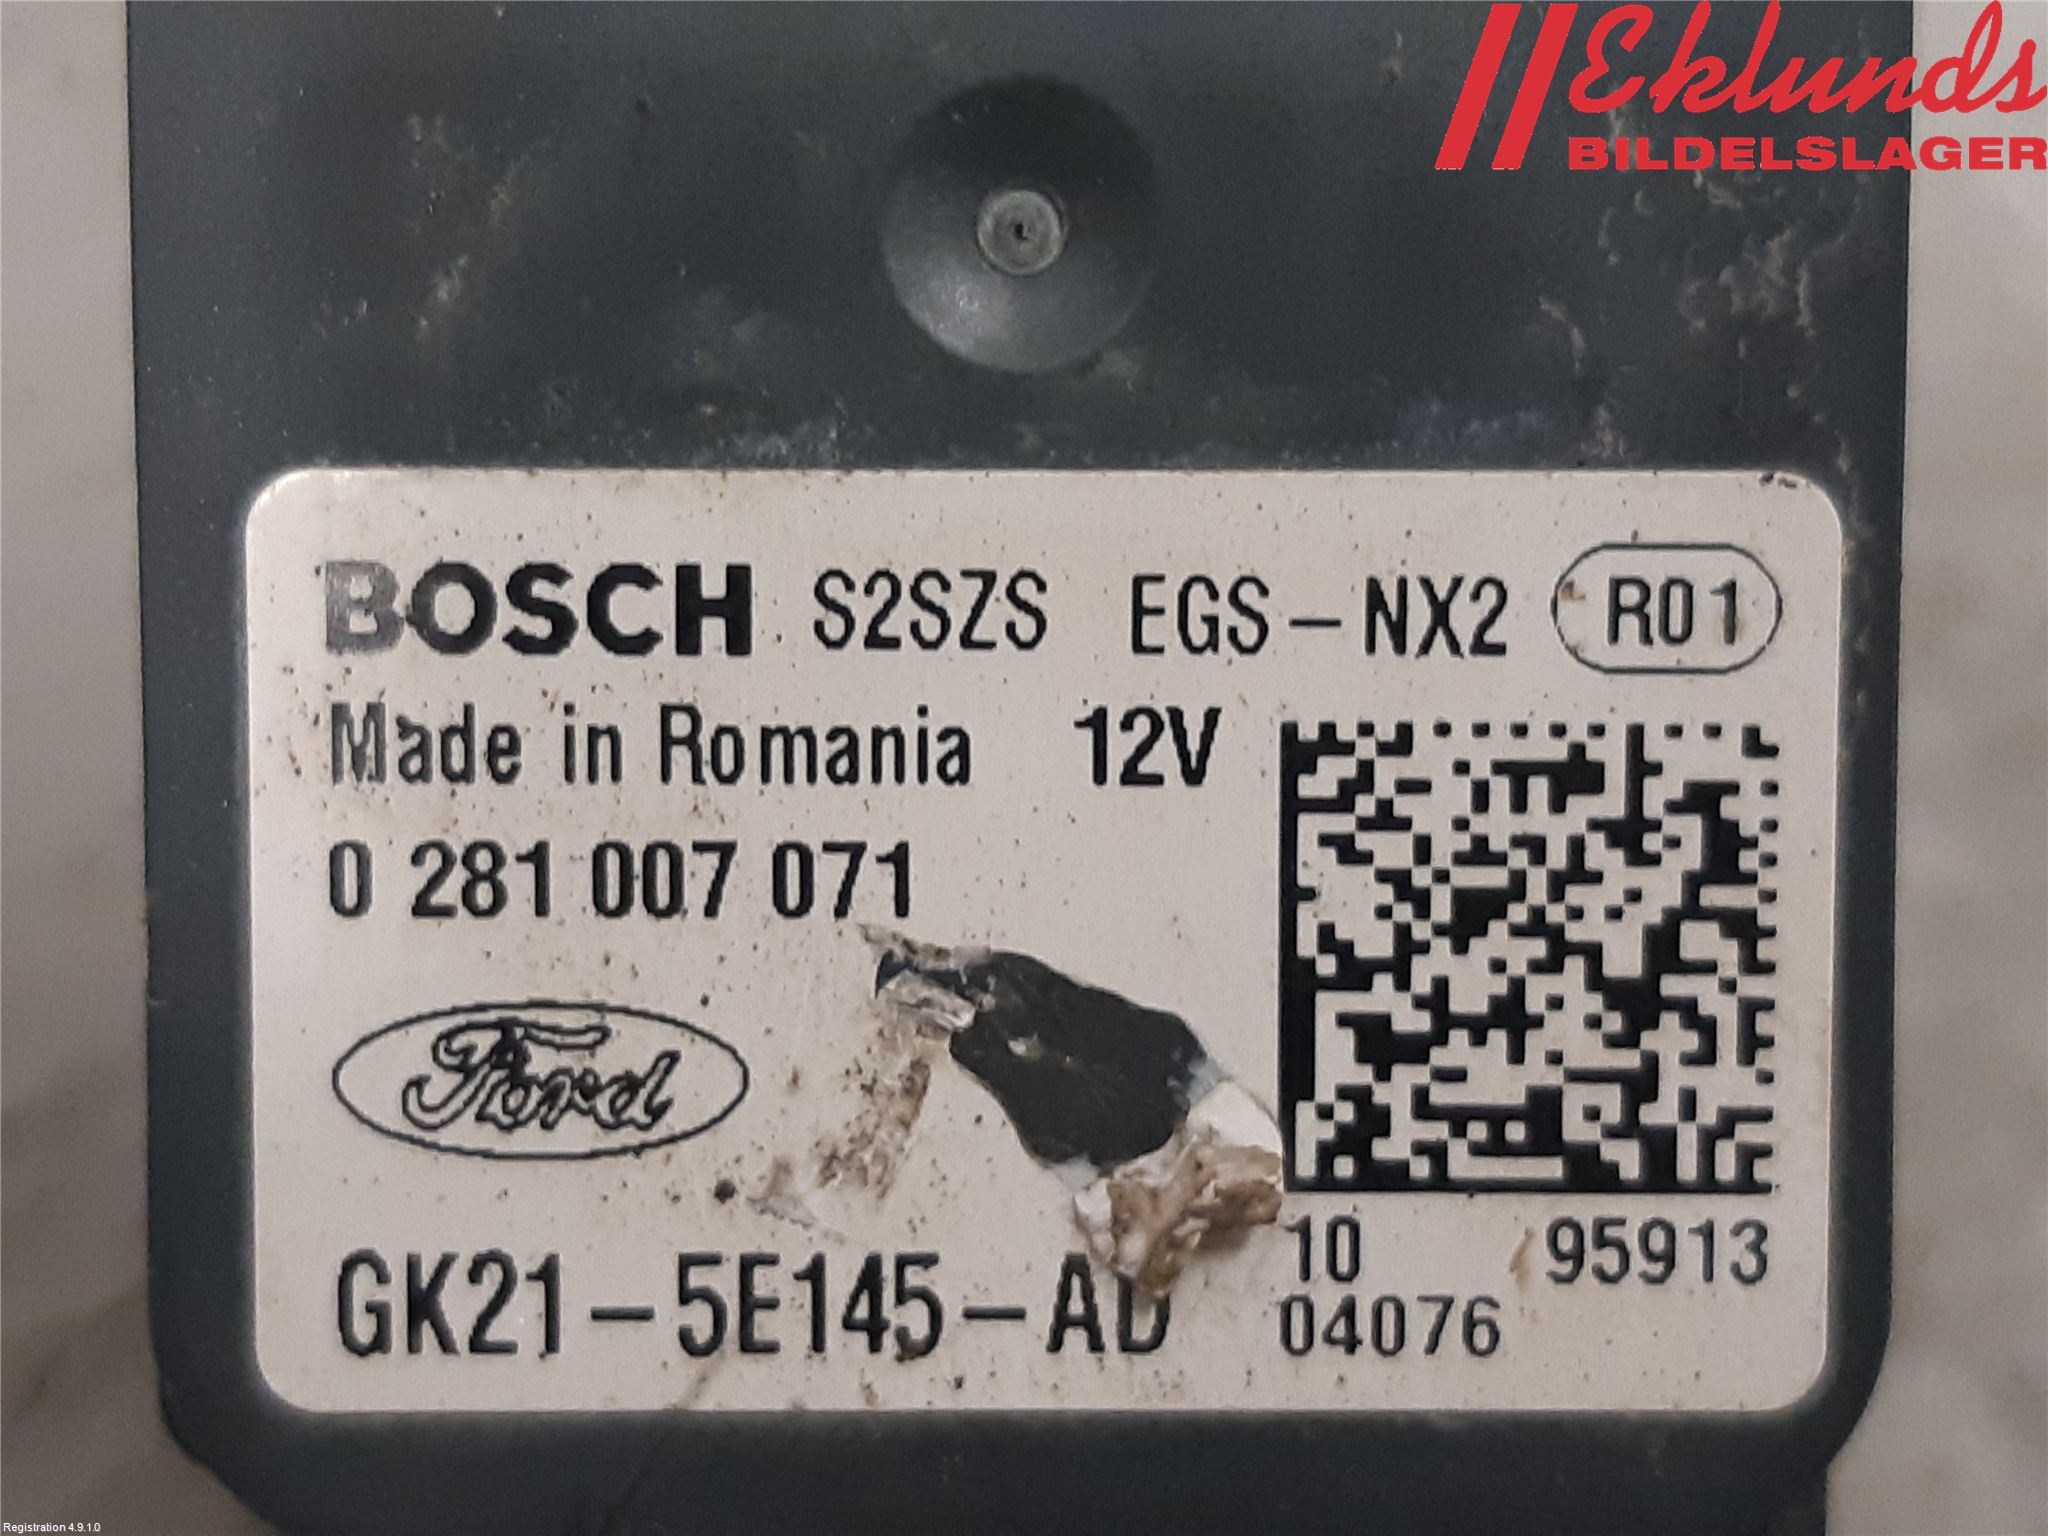 Eklunds
BILDELSLAGER
BOSCH S2SZS EGS-NX2 R01
Made in Romania 12V
0 281 007 071
Ford
GK21-5E145-AD
10 95913
04076
Registration 4.9.1.0